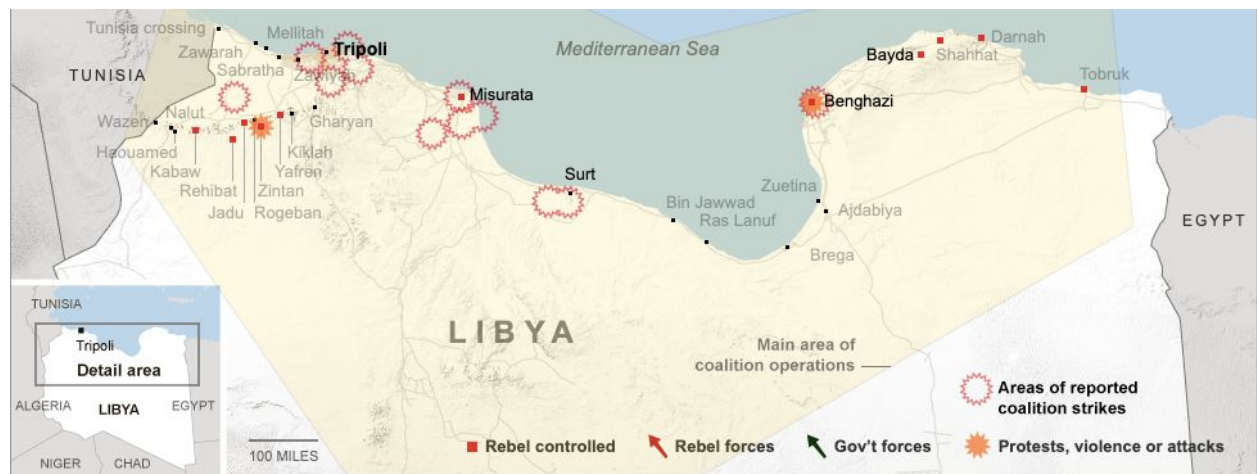 Tunisia crossing
Mellitah
Zawarah
Tripoli
Sabratha
Zawiyah
TUNISIA
Mediterranean Sea
Bayda
Darnah
Shahhat
Tobruk
Misurata
Benghazi
Nalut
Wazen
Gharyan
Haouamed
Kiklah
Kabaw
Yafren
Rehibat
Zintan
Jadu
Rogeban
Surt
Zuetina
Bin Jawwad
Ras Lanuf
Ajdabiya
Brega
EGYPT
LIBYA
Main area of
coalition operations
TUNISIA
Tripoli
Detail area
ALGERIA
LIBYA
EGYPT
NIGER
CHAD
100 MILES
Areas of reported
coalition strikes
Rebel controlled
Rebel forces
Gov't forces
Protests, violence or attacks